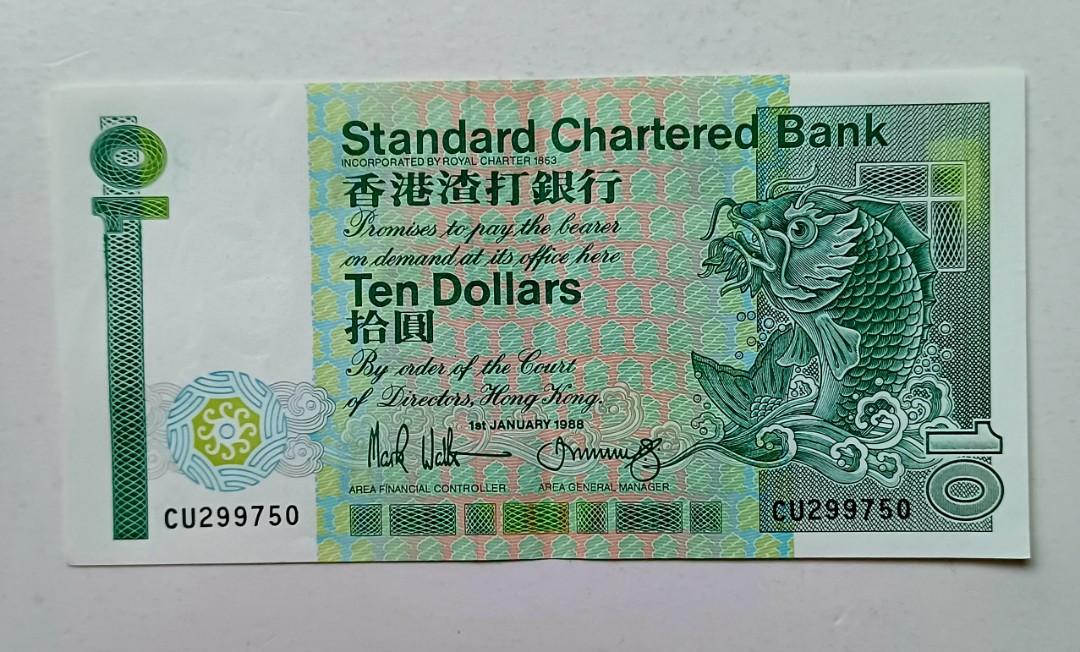 10
Standard Chartered Bank
INCORPORATED BY ROYAL CHARTER 1853
香港渣打銀行
Promises to pay the bearer
on demand at its office here
Ten Dollars
拾圓
By order of the Court
of Directors, Hong Kong.
1st JANUARY 1988
AREA FINANCIAL CONTROLLER AREA GENERAL MANAGER
CU299750 CU299750
10